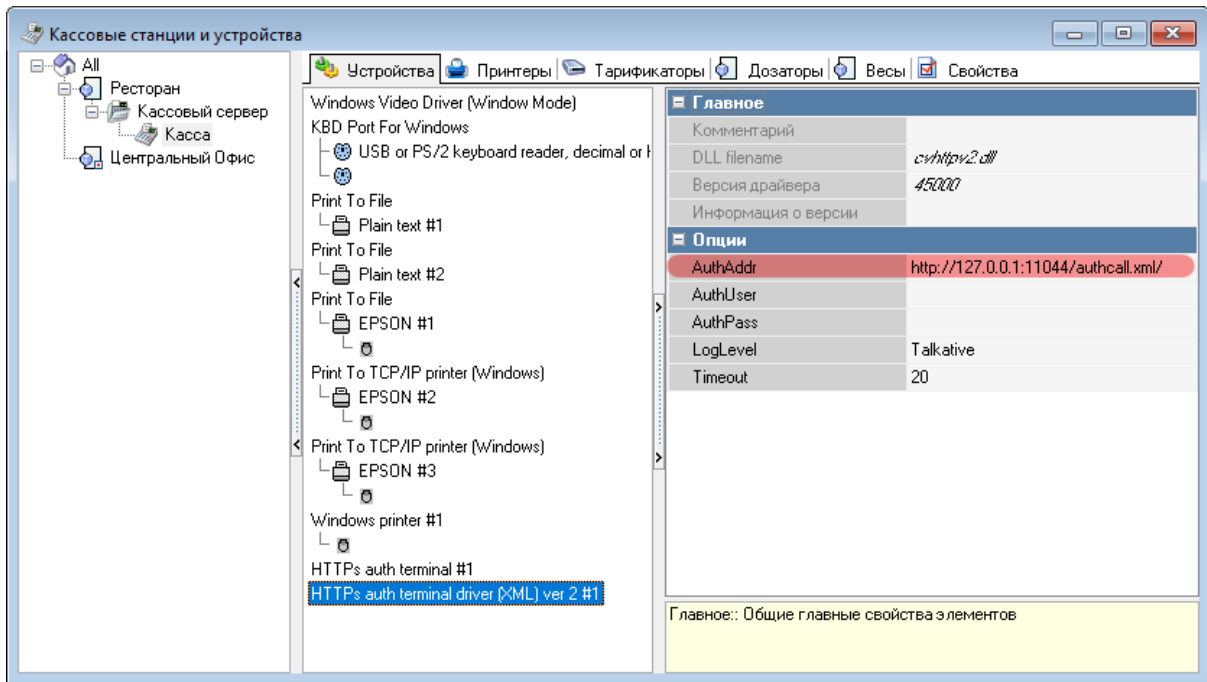 Кассовые станции и устройства
All
Ресторан
Кассовый сервер
Касса
Центральный Офис
Устройства Принтеры Тарификаторы Дозаторы Весы Свойства
Windows Video Driver (Window Mode)
KBD Port For Windows
USB or PS/2 keyboard reader, decimal or
Print To File
Plain text #1
Print To File
Plain text #2
Print To File
EPSON #1
Print To TCP/IP printer (Windows)
EPSON #2
Print To TCP/IP printer (Windows)
EPSON #3
Windows printer #1
HTTPs auth terminal #1
HTTPs auth terminal driver (XML) ver 2 #1
Главное
Комментарий
DLL filename cvhttpv2.dll
Версия драйвера 45000
Информация о версии
Опции
AuthAddr http://127.0.0.1:11044/authcall.xml/
AuthUser
AuthPass
LogLevel Talkative
Timeout 20
Главное:: Общие главные свойства элементов